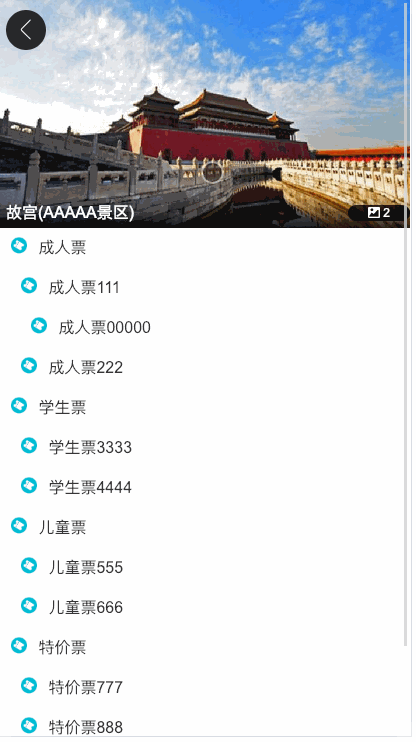 故宫(AAAAA景区)
2
成人票
成人票111
成人票00000
成人票222
学生票
学生票3333
学生票4444
儿童票
儿童票555
儿童票666
特价票
特价票777
特价票888